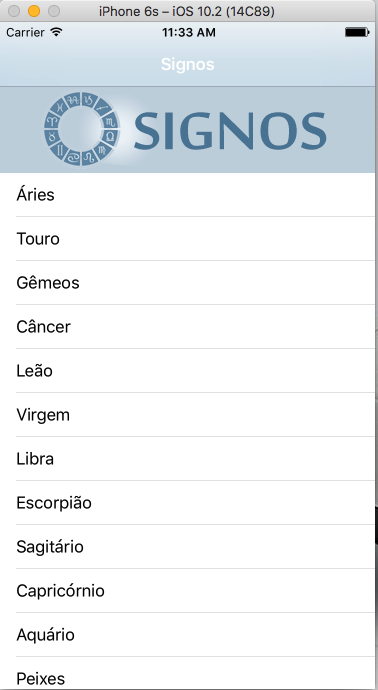 iPhone 6s – iOS 10.2 (14C89)
Carrier 11:33 AM
Signos
SIGNOS
Áries
Touro
Gêmeos
Câncer
Leão
Virgem
Libra
Escorpião
Sagitário
Capricórnio
Aquário
Peixes